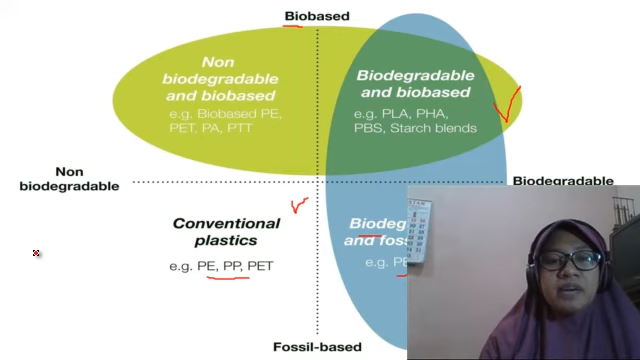 Biobased
Non
biodegradable
and biobased
e.g. Biobased PE,
PET, PA, PTT
Biodegradable
and biobased
e.g. PLA, PHA,
PBS, Starch blends
Non
biodegradable
Biodegradable
Conventional
plastics
e.g. PE, PP, PET
Biodeg
and foss
e.g. PB
Fossil-based